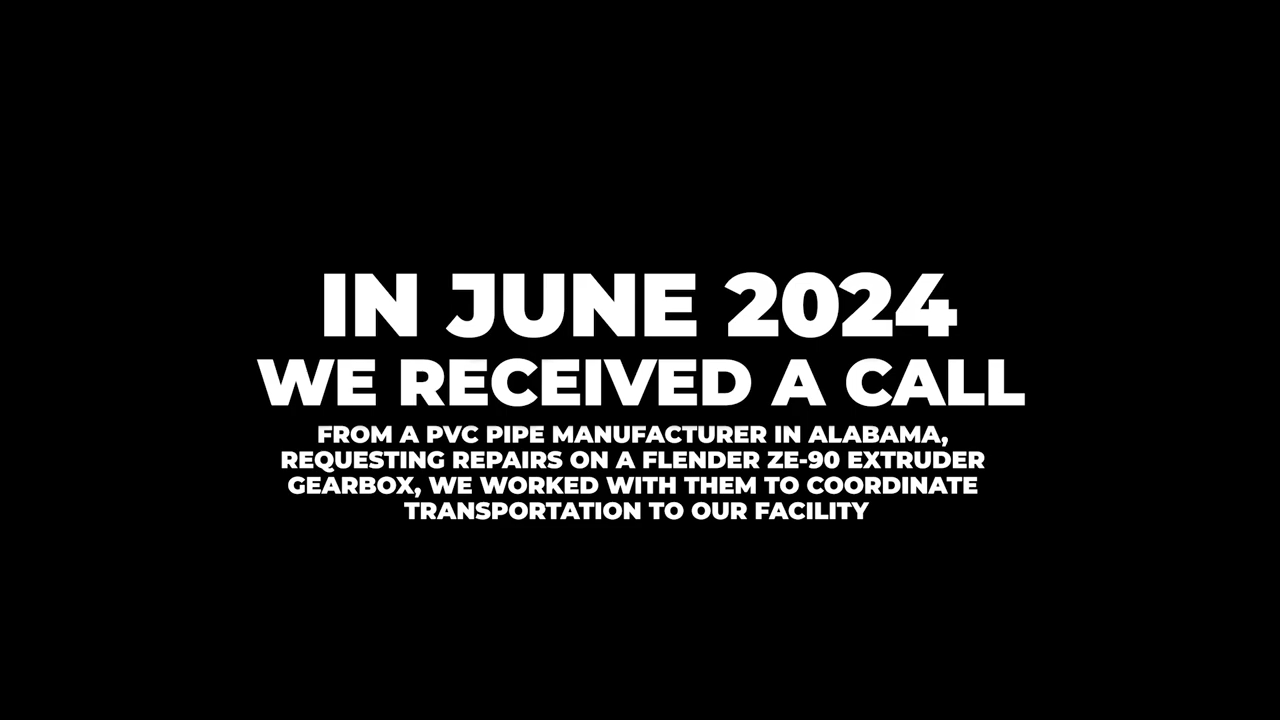 IN JUNE 2024
WE RECEIVED A CALL
FROM A PVC PIPE MANUFACTURER IN ALABAMA,
REQUESTING REPAIRS ON A FLENDER ZE-90 EXTRUDER
GEARBOX, WE WORKED WITH THEM TO COORDINATE
TRANSPORTATION TO OUR FACILITY